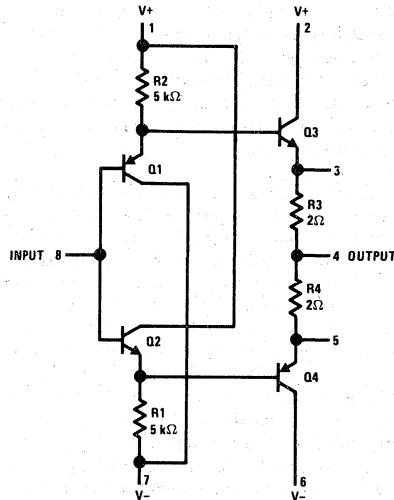 V+
1
V+
2
R2
5 kΩ
Q1
Q3
3
R3
2Ω
INPUT 8
4 OUTPUT
R4
2Ω
Q2
5
Q4
R1
5 kΩ
7
V−
6
V−